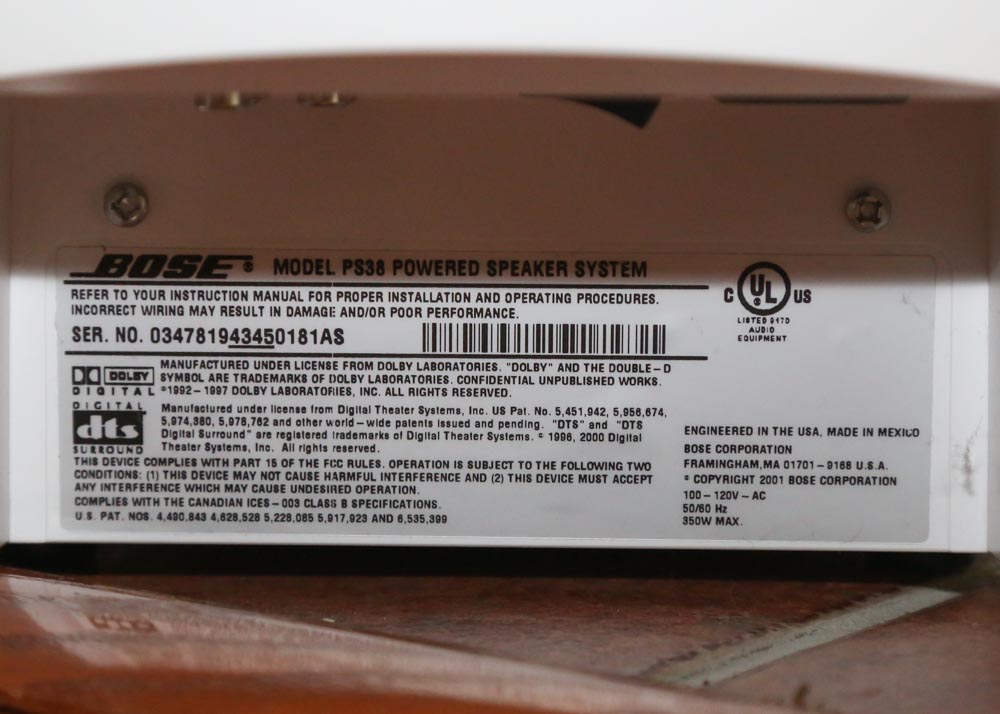 BOSE® MODEL PS38 POWERED SPEAKER SYSTEM
REFER TO YOUR INSTRUCTION MANUAL FOR PROPER INSTALLATION AND OPERATING PROCEDURES.
INCORRECT WIRING MAY RESULT IN DAMAGE AND/OR POOR PERFORMANCE.
SER. NO. 034781943450181AS
C UL ® US
LISTED 917D
AUDIO
EQUIPMENT
DOLBY
DIGITAL
MANUFACTURED UNDER LICENSE FROM DOLBY LABORATORIES. "DOLBY" AND THE DOUBLE-D
SYMBOL ARE TRADEMARKS OF DOLBY LABORATORIES. CONFIDENTIAL UNPUBLISHED WORKS.
©1992-1997 DOLBY LABORATORIES, INC. ALL RIGHTS RESERVED.
DIGITAL
dts
SURROUND
Manufactured under license from Digital Theater Systems, Inc. US Pat. No. 5,451,942, 5,956,674,
5,974,380, 5,978,762 and other world-wide patents issued and pending. "DTS" and "DTS
Digital Surround" are registered trademarks of Digital Theater Systems. © 1996, 2000 Digital
Theater Systems, Inc. All rights reserved.
THIS DEVICE COMPLIES WITH PART 15 OF THE FCC RULES. OPERATION IS SUBJECT TO THE FOLLOWING TWO
CONDITIONS: (1) THIS DEVICE MAY NOT CAUSE HARMFUL INTERFERENCE AND (2) THIS DEVICE MUST ACCEPT
ANY INTERFERENCE WHICH MAY CAUSE UNDESIRED OPERATION.
COMPLIES WITH THE CANADIAN ICES-003 CLASS B SPECIFICATIONS.
U.S. PAT. NOS. 4,490,843 4,628,528 5,228,085 5,917,923 AND 6,535,399
ENGINEERED IN THE USA, MADE IN MEXICO
BOSE CORPORATION
FRAMINGHAM,MA 01701-9168 U.S.A.
© COPYRIGHT 2001 BOSE CORPORATION
100-120V~AC
50/60 Hz
350W MAX.